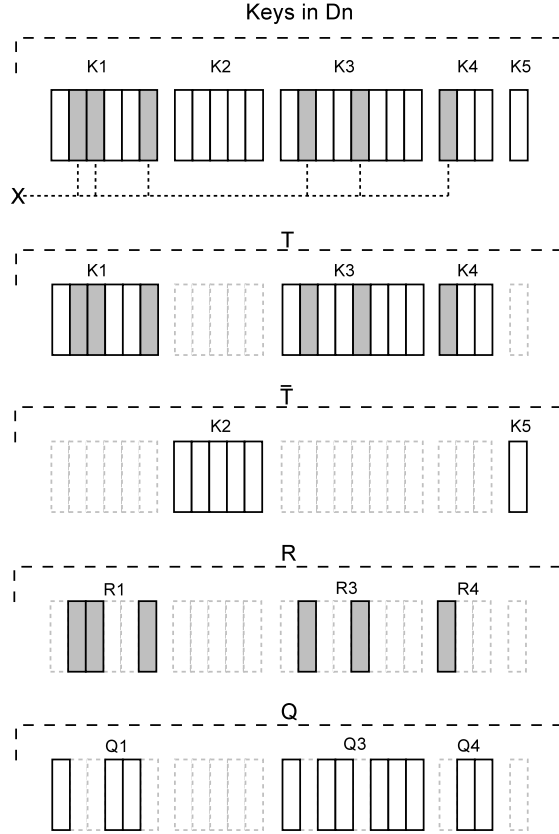 Keys in Dn
K1 K2 K3 K4 K5
X
T
K1 K3 K4
T̄
K2 K5
R
R1 R3 R4
Q
Q1 Q3 Q4